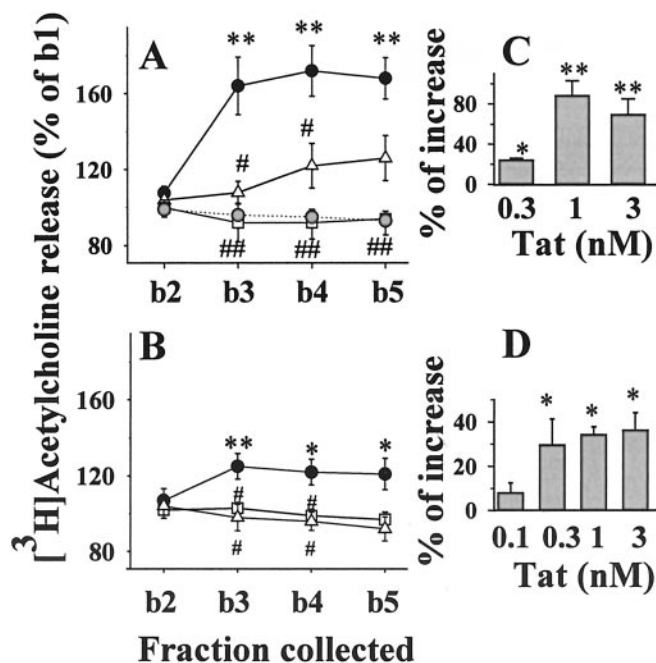 [³H]Acetylcholine release (% of b1)
A
**
**
**
160
#
#
120
80
##
##
##
b2 b3 b4 b5
B
160
**
*
*
120
#
#
80
#
#
b2 b3 b4 b5
Fraction collected
C
% of increase
**
**
*
80
40
0
0.3 1 3
Tat (nM)
D
% of increase
*
*
*
40
20
0
0.1 0.3 1 3
Tat (nM)